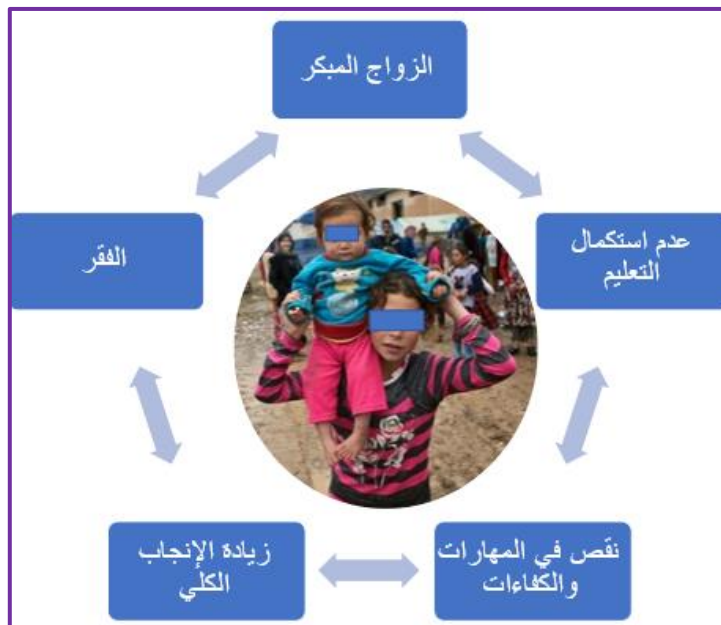 الزواج المبكر
عدم استكمال
التعليم
نقص في المهارات
والكفاءات
زيادة الإنجاب
الكلي
الفقر